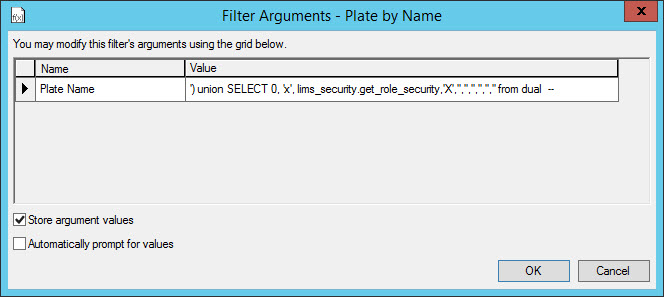 Filter Arguments - Plate by Name
You may modify this filter's arguments using the grid below.
Name Value
Plate Name ') union SELECT 0, 'x', lims_security.get_role_security,'X','','','','','','' from dual --
Store argument values
Automatically prompt for values
OK Cancel